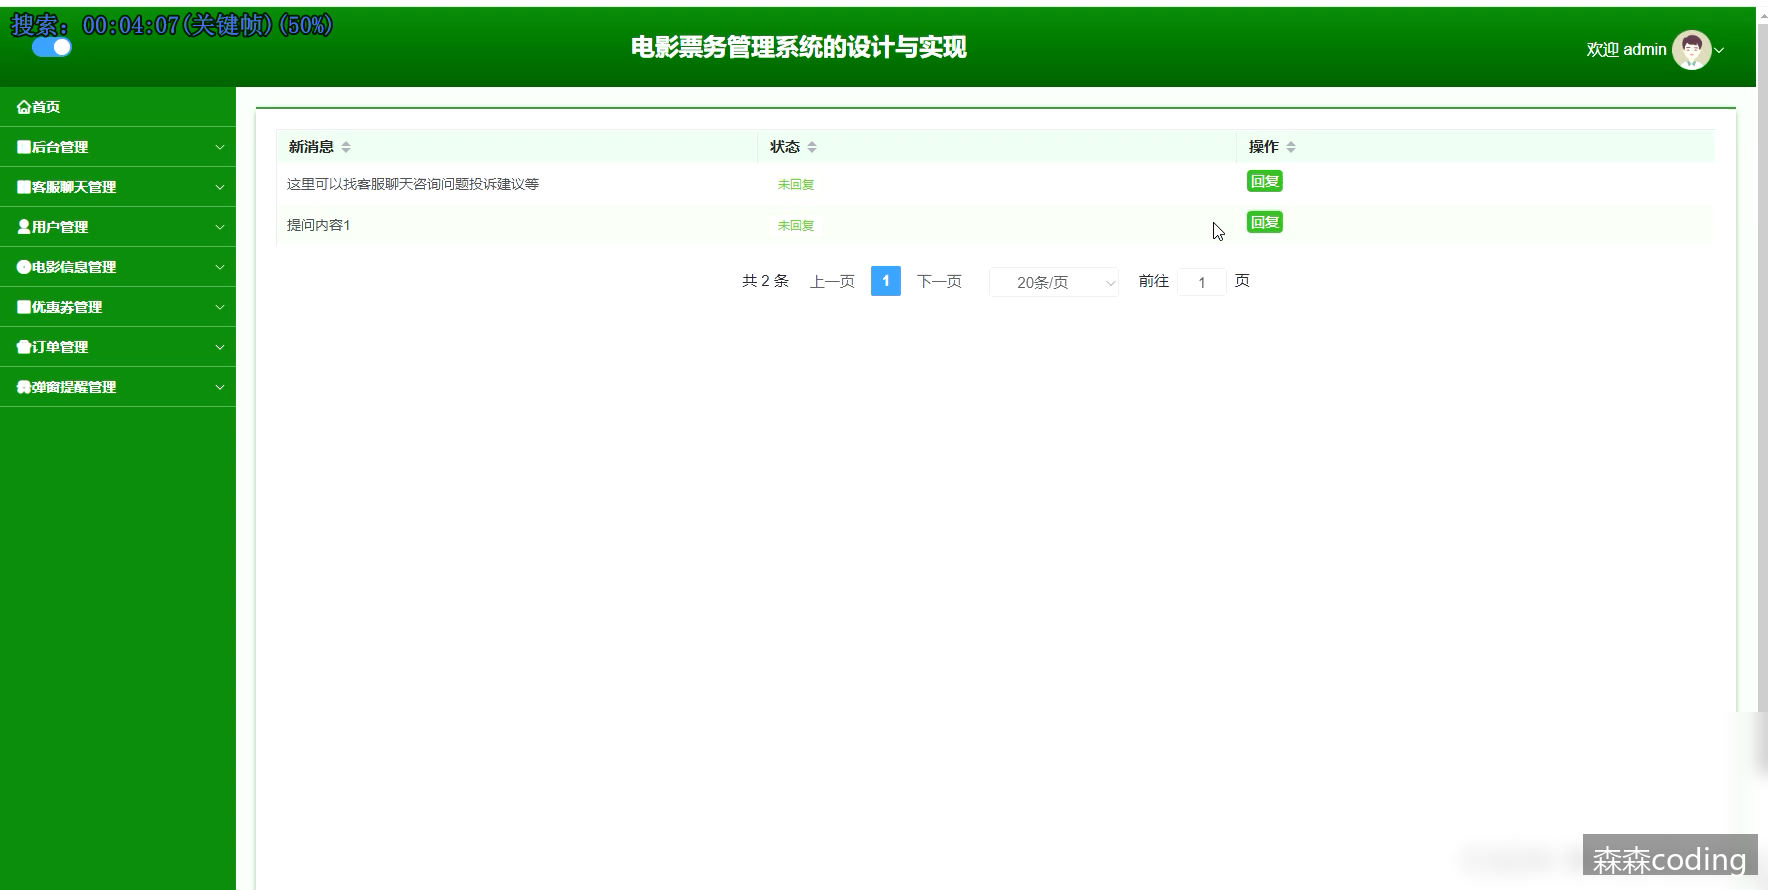 搜索: 00:04:07(关键帧)(50%)
电影票务管理系统的设计与实现
欢迎 admin
首页
后台管理
客服聊天管理
用户管理
电影信息管理
优惠券管理
订单管理
弹窗提醒管理
新消息 状态 操作
这里可以找客服聊天咨询问题投诉建议等 未回复 回复
提问内容1 未回复 回复
共 2 条 上一页 1 下一页 20条/页 前往 1 页
森森coding